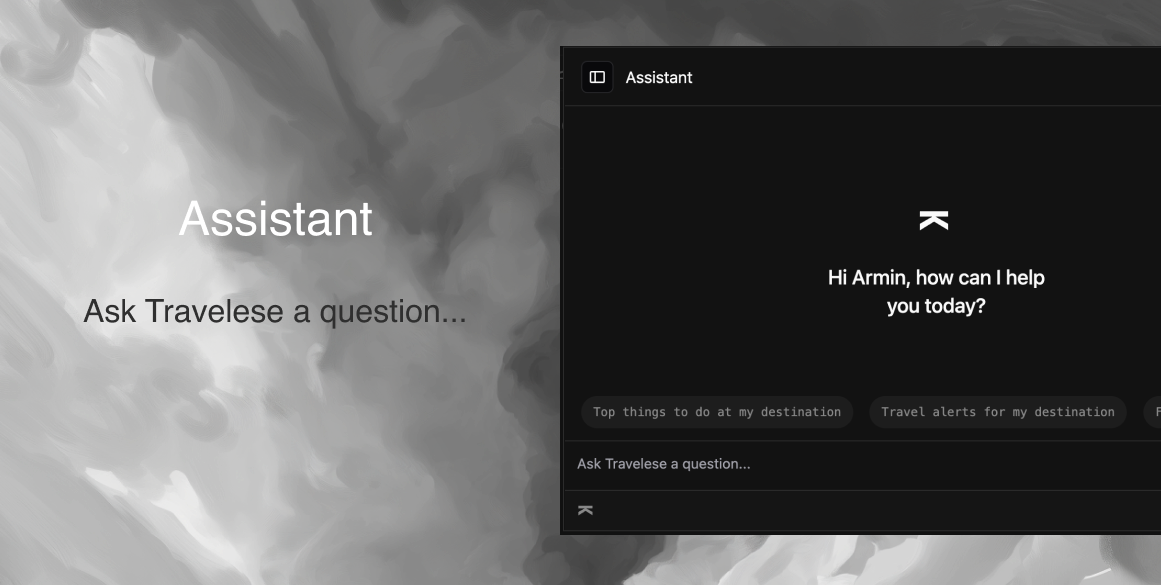 Assistant
Ask Travelese a question...
Assistant
Hi Armin, how can I help
you today?
Top things to do at my destination
Travel alerts for my destination
F
Ask Travelese a question...